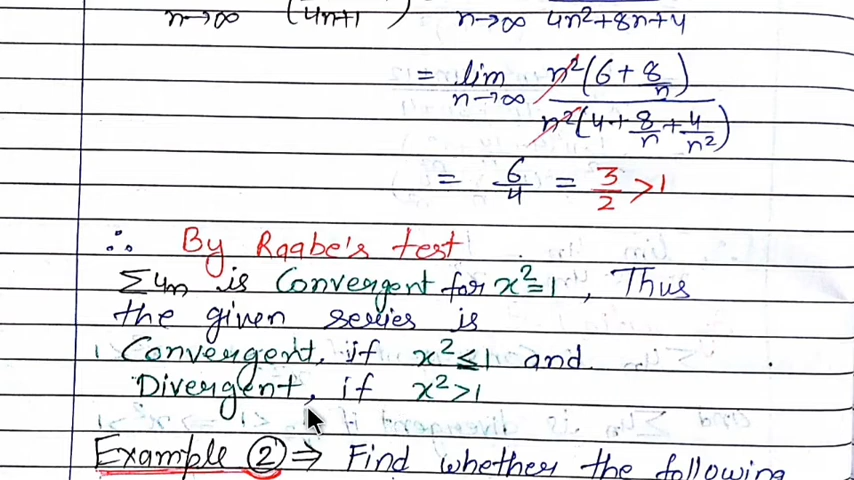 n→∞ (4n+1) n→∞ 4n²+8n+4
= lim n→∞ n²(6+8/n) / n²(4+8/n+4/n²)
= 6/4 = 3/2 >1
∴ By Raabe's test
Σun is Convergent for x²=1, Thus
the given series is
Convergent, if x²≤1 and
Divergent, if x²>1
Example ② ⇒ Find whether the following